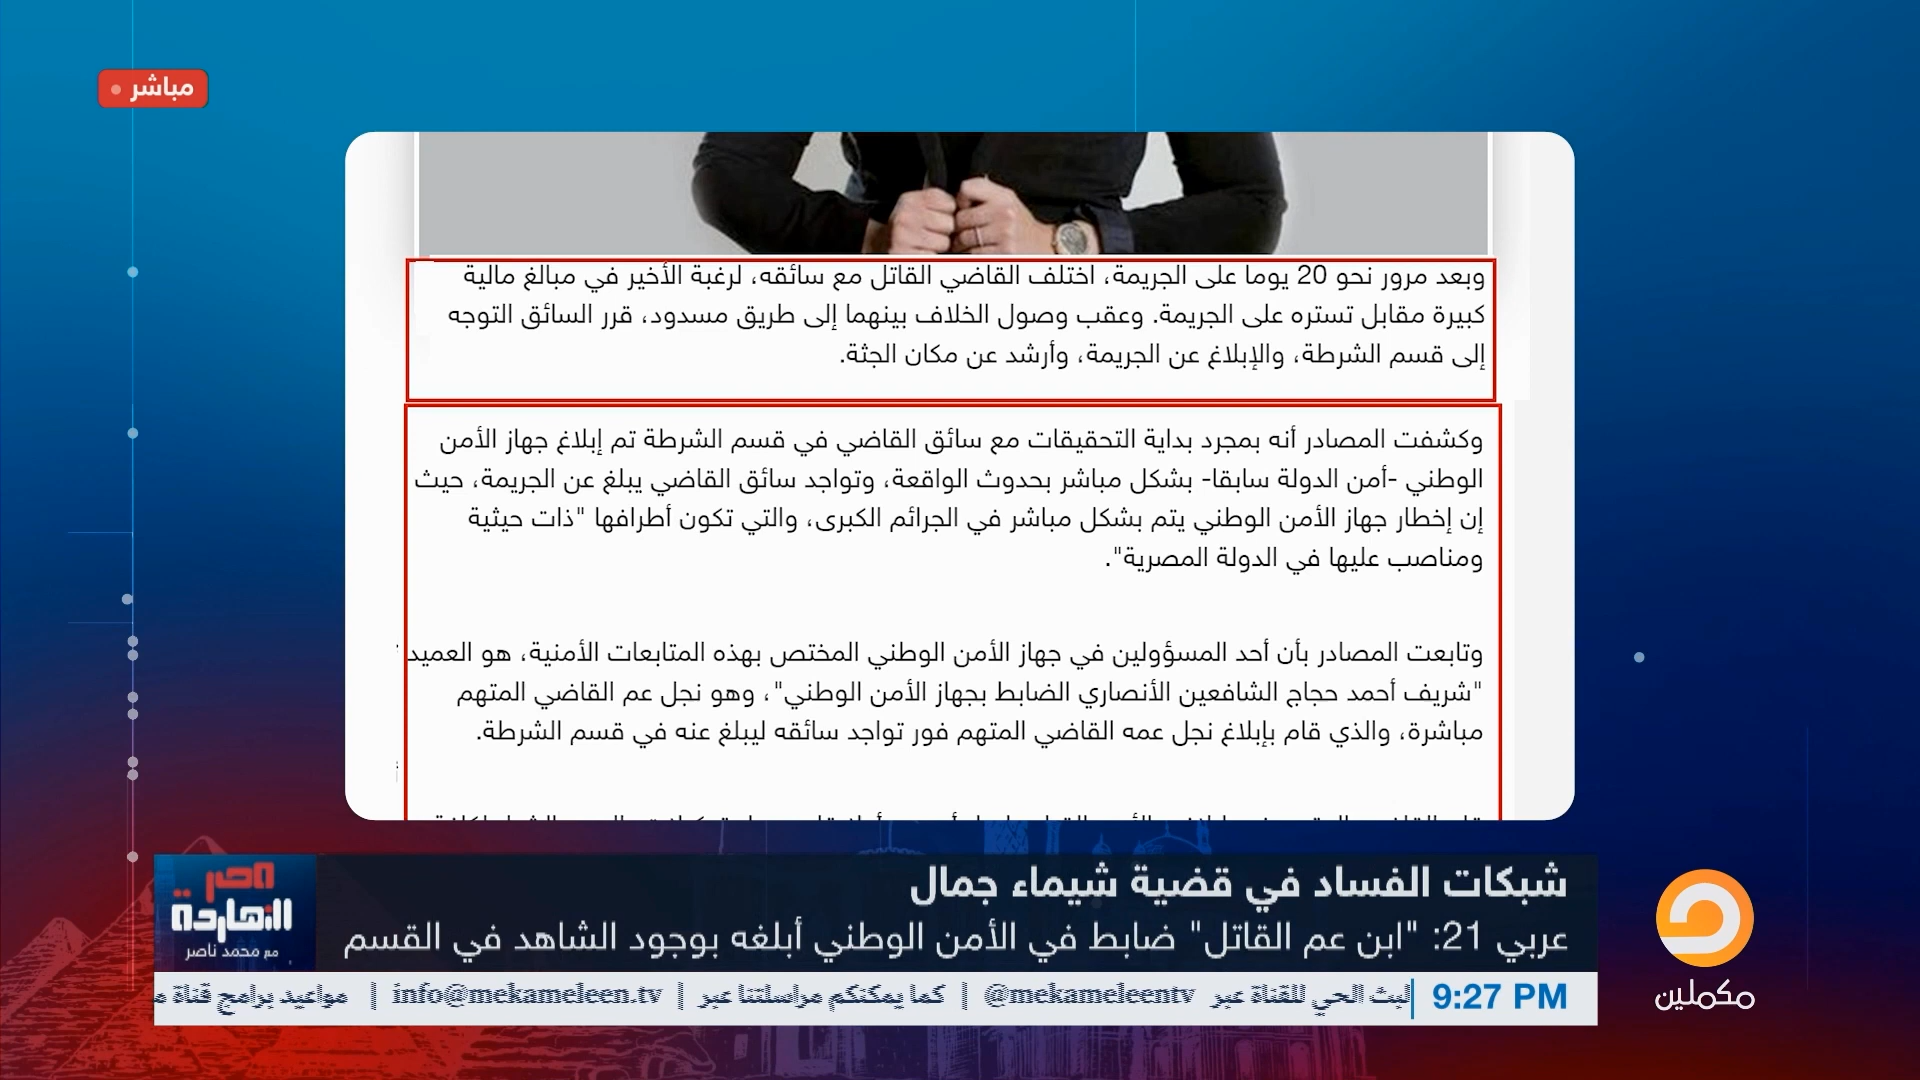 مباشر
وبعد مرور نحو 20 يوما على الجريمة، اختلف القاضي القاتل مع سائقه، لرغبة الأخير في مبالغ مالية
كبيرة مقابل تستره على الجريمة. وعقب وصول الخلاف بينهما إلى طريق مسدود، قرر السائق التوجه
إلى قسم الشرطة، والإبلاغ عن الجريمة، وأرشد عن مكان الجثة.
وكشفت المصادر أنه بمجرد بداية التحقيقات مع سائق القاضي في قسم الشرطة تم إبلاغ جهاز الأمن
الوطني -أمن الدولة سابقا- بشكل مباشر بحدوث الواقعة، وتواجد سائق القاضي يبلغ عن الجريمة، حيث
إن إخطار جهاز الأمن الوطني يتم بشكل مباشر في الجرائم الكبرى، والتي تكون أطرافها "ذات حيثية
ومناصب عليها في الدولة المصرية".
وتابعت المصادر بأن أحد المسؤولين في جهاز الأمن الوطني المختص بهذه المتابعات الأمنية، هو العميد
"شريف أحمد حجاج الشافعين الأنصاري الضابط بجهاز الأمن الوطني"، وهو نجل عم القاضي المتهم
مباشرة، والذي قام بإبلاغ نجل عمه القاضي المتهم فور تواجد سائقه ليبلغ عنه في قسم الشرطة.
شبكات الفساد في قضية شيماء جمال
عربي 21: "ابن عم القاتل" ضابط في الأمن الوطني أبلغه بوجود الشاهد في القسم
مصر
النهاردة
مع محمد ناصر
9:27 PM
لبث الحي للقناة عبر @mekameleentv | كما يمكنكم مراسلتنا عبر | info@mekameleen.tv | مواعيد برامج قناة
مكملين